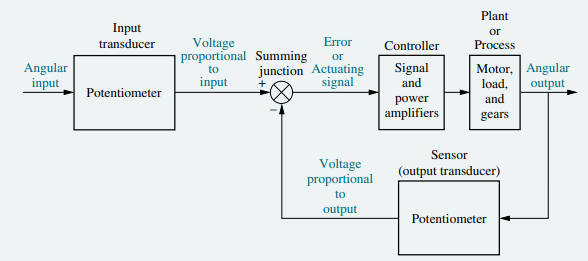 Input
transducer
Angular
input
Potentiometer
Voltage
proportional
to
input
Summing
junction
+
−
Error
or
Actuating
signal
Controller
Signal
and
power
amplifiers
Plant
or
Process
Motor,
load,
and
gears
Angular
output
Voltage
proportional
to
output
Sensor
(output transducer)
Potentiometer